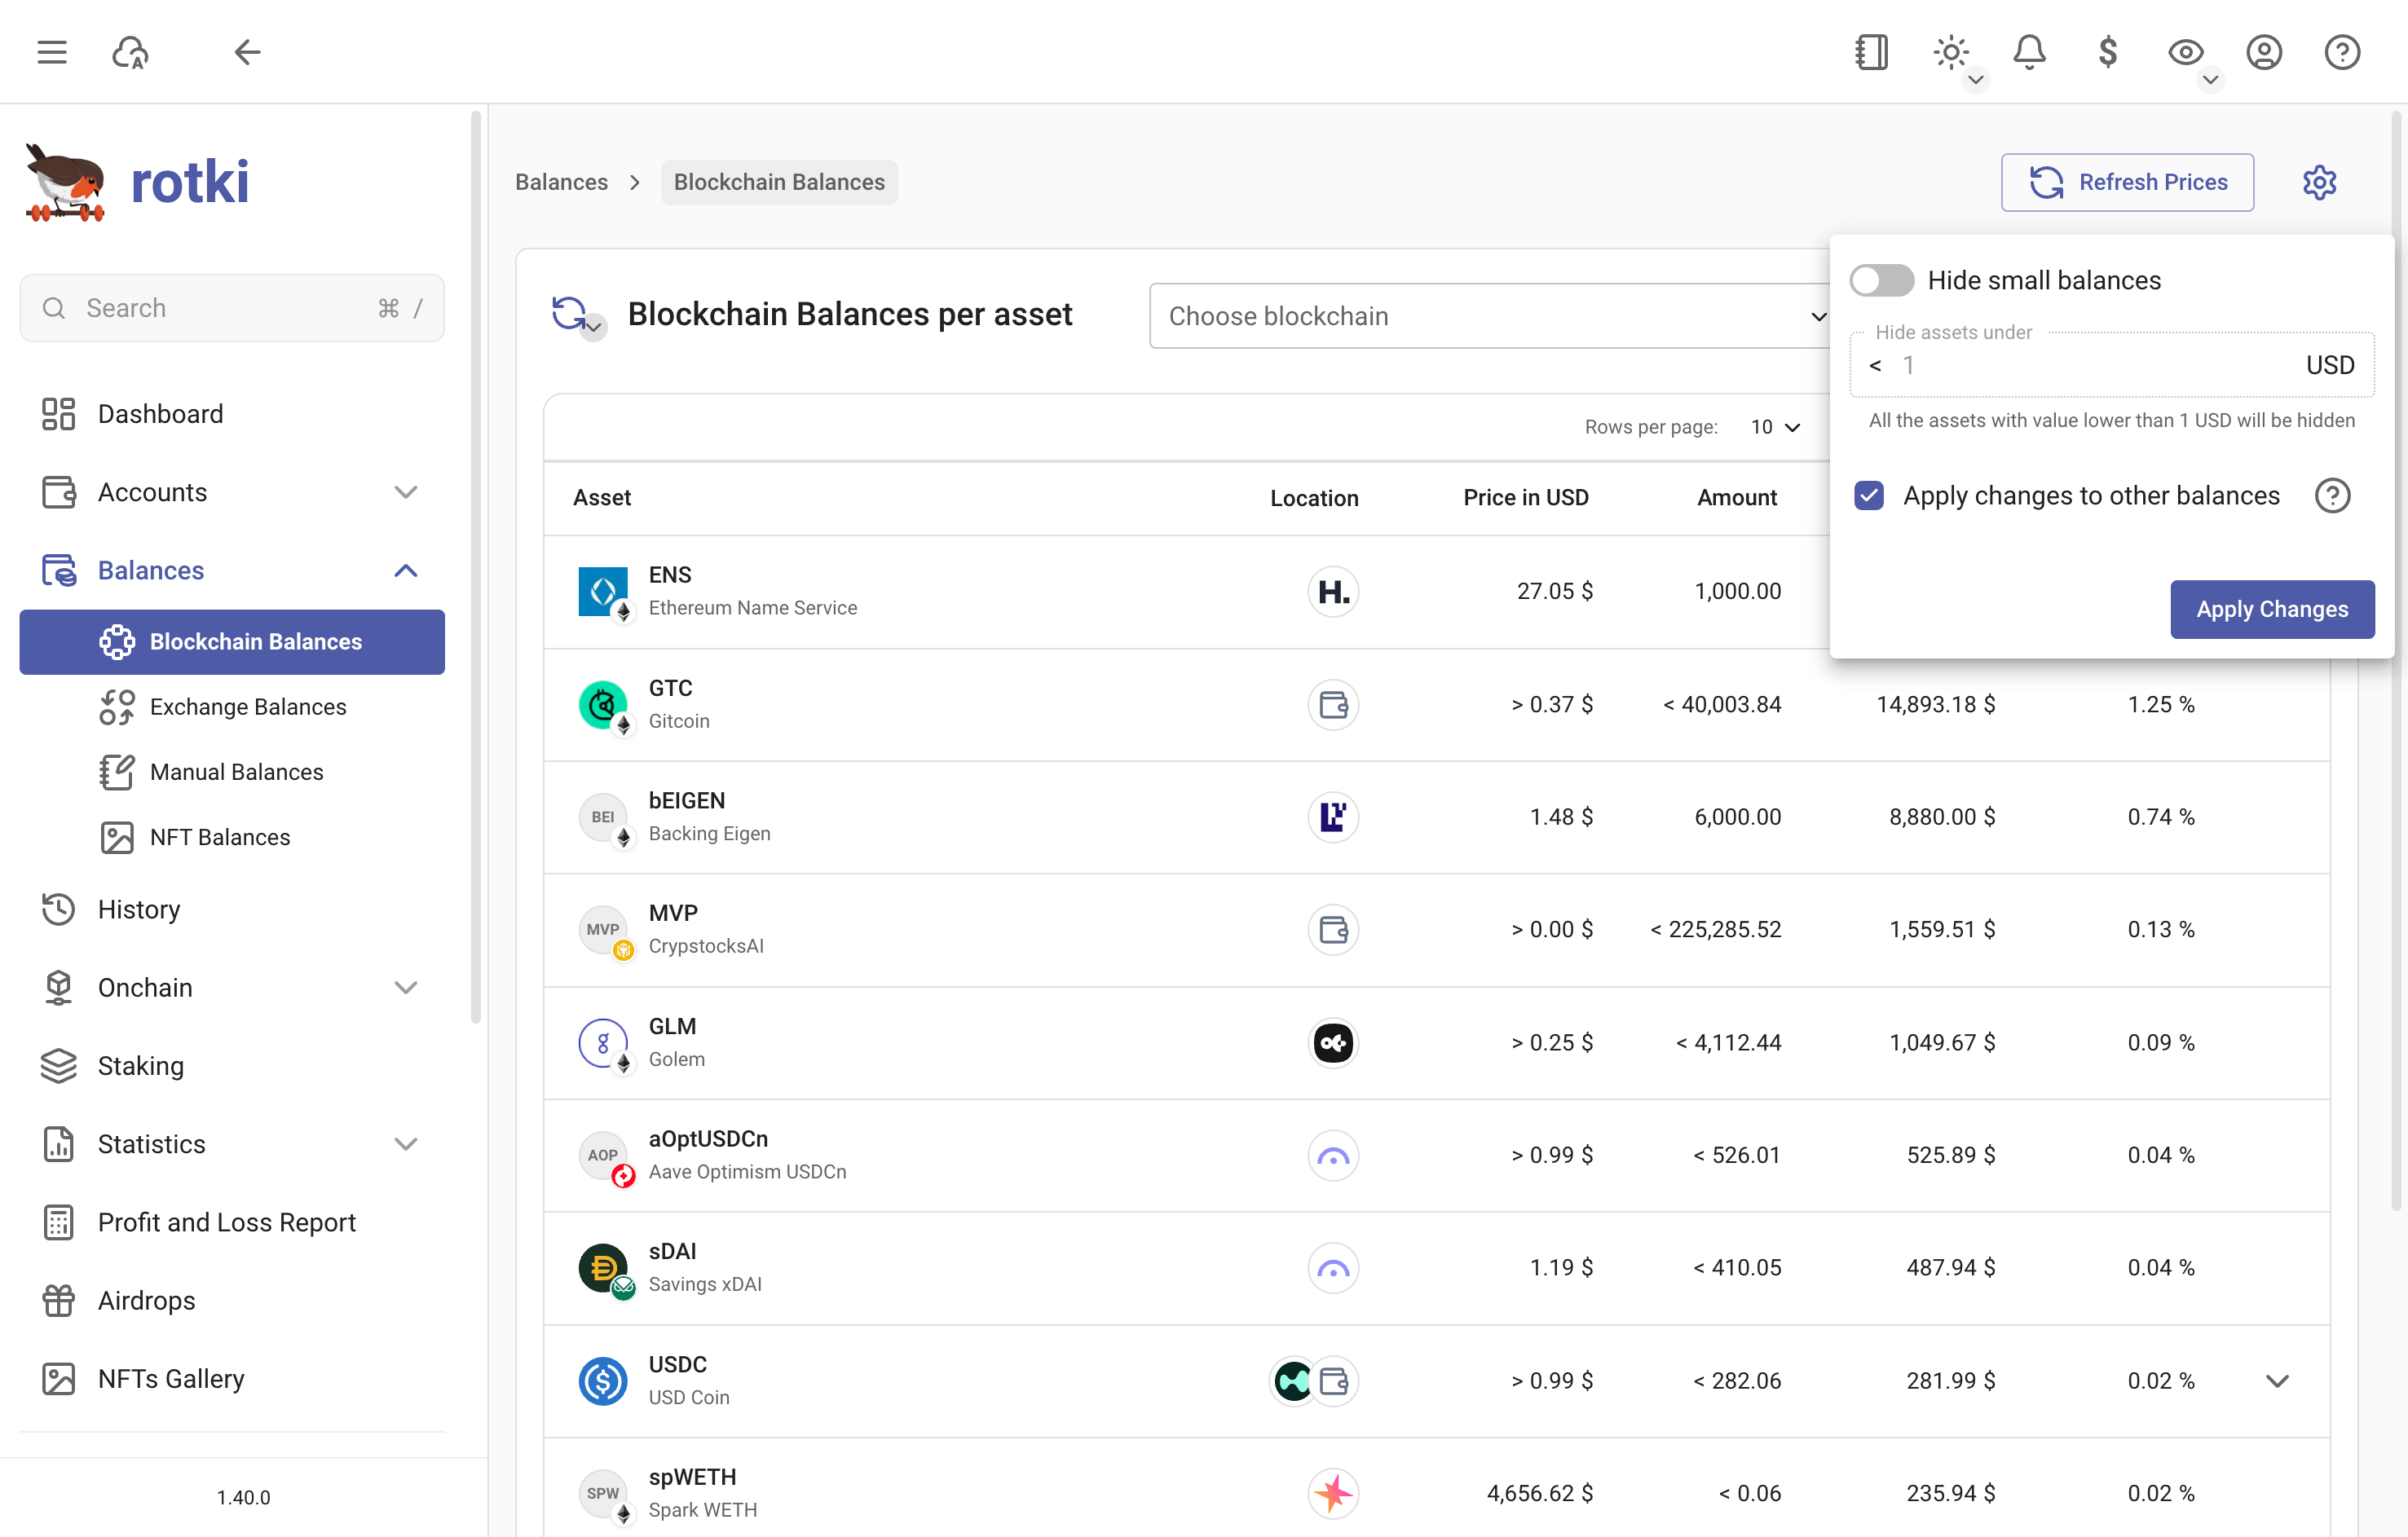 rotki
Search ⌘ /
Dashboard
Accounts
Balances
Blockchain Balances
Exchange Balances
Manual Balances
NFT Balances
History
Onchain
Staking
Statistics
Profit and Loss Report
Airdrops
NFTs Gallery
1.40.0
Balances > Blockchain Balances
Refresh Prices
Blockchain Balances per asset
Choose blockchain
Hide small balances
Hide assets under
< 1 USD
All the assets with value lower than 1 USD will be hidden
Apply changes to other balances
Apply Changes
Rows per page: 10
Asset Location Price in USD Amount
ENS
Ethereum Name Service
H. 27.05 $ 1,000.00
GTC
Gitcoin
> 0.37 $ < 40,003.84 14,893.18 $ 1.25 %
BEI
bEIGEN
Backing Eigen
1.48 $ 6,000.00 8,880.00 $ 0.74 %
MVP
MVP
CrypstocksAI
> 0.00 $ < 225,285.52 1,559.51 $ 0.13 %
GLM
Golem
> 0.25 $ < 4,112.44 1,049.67 $ 0.09 %
AOP
aOptUSDCn
Aave Optimism USDCn
> 0.99 $ < 526.01 525.89 $ 0.04 %
sDAI
Savings xDAI
1.19 $ < 410.05 487.94 $ 0.04 %
USDC
USD Coin
> 0.99 $ < 282.06 281.99 $ 0.02 %
SPW
spWETH
Spark WETH
4,656.62 $ < 0.06 235.94 $ 0.02 %